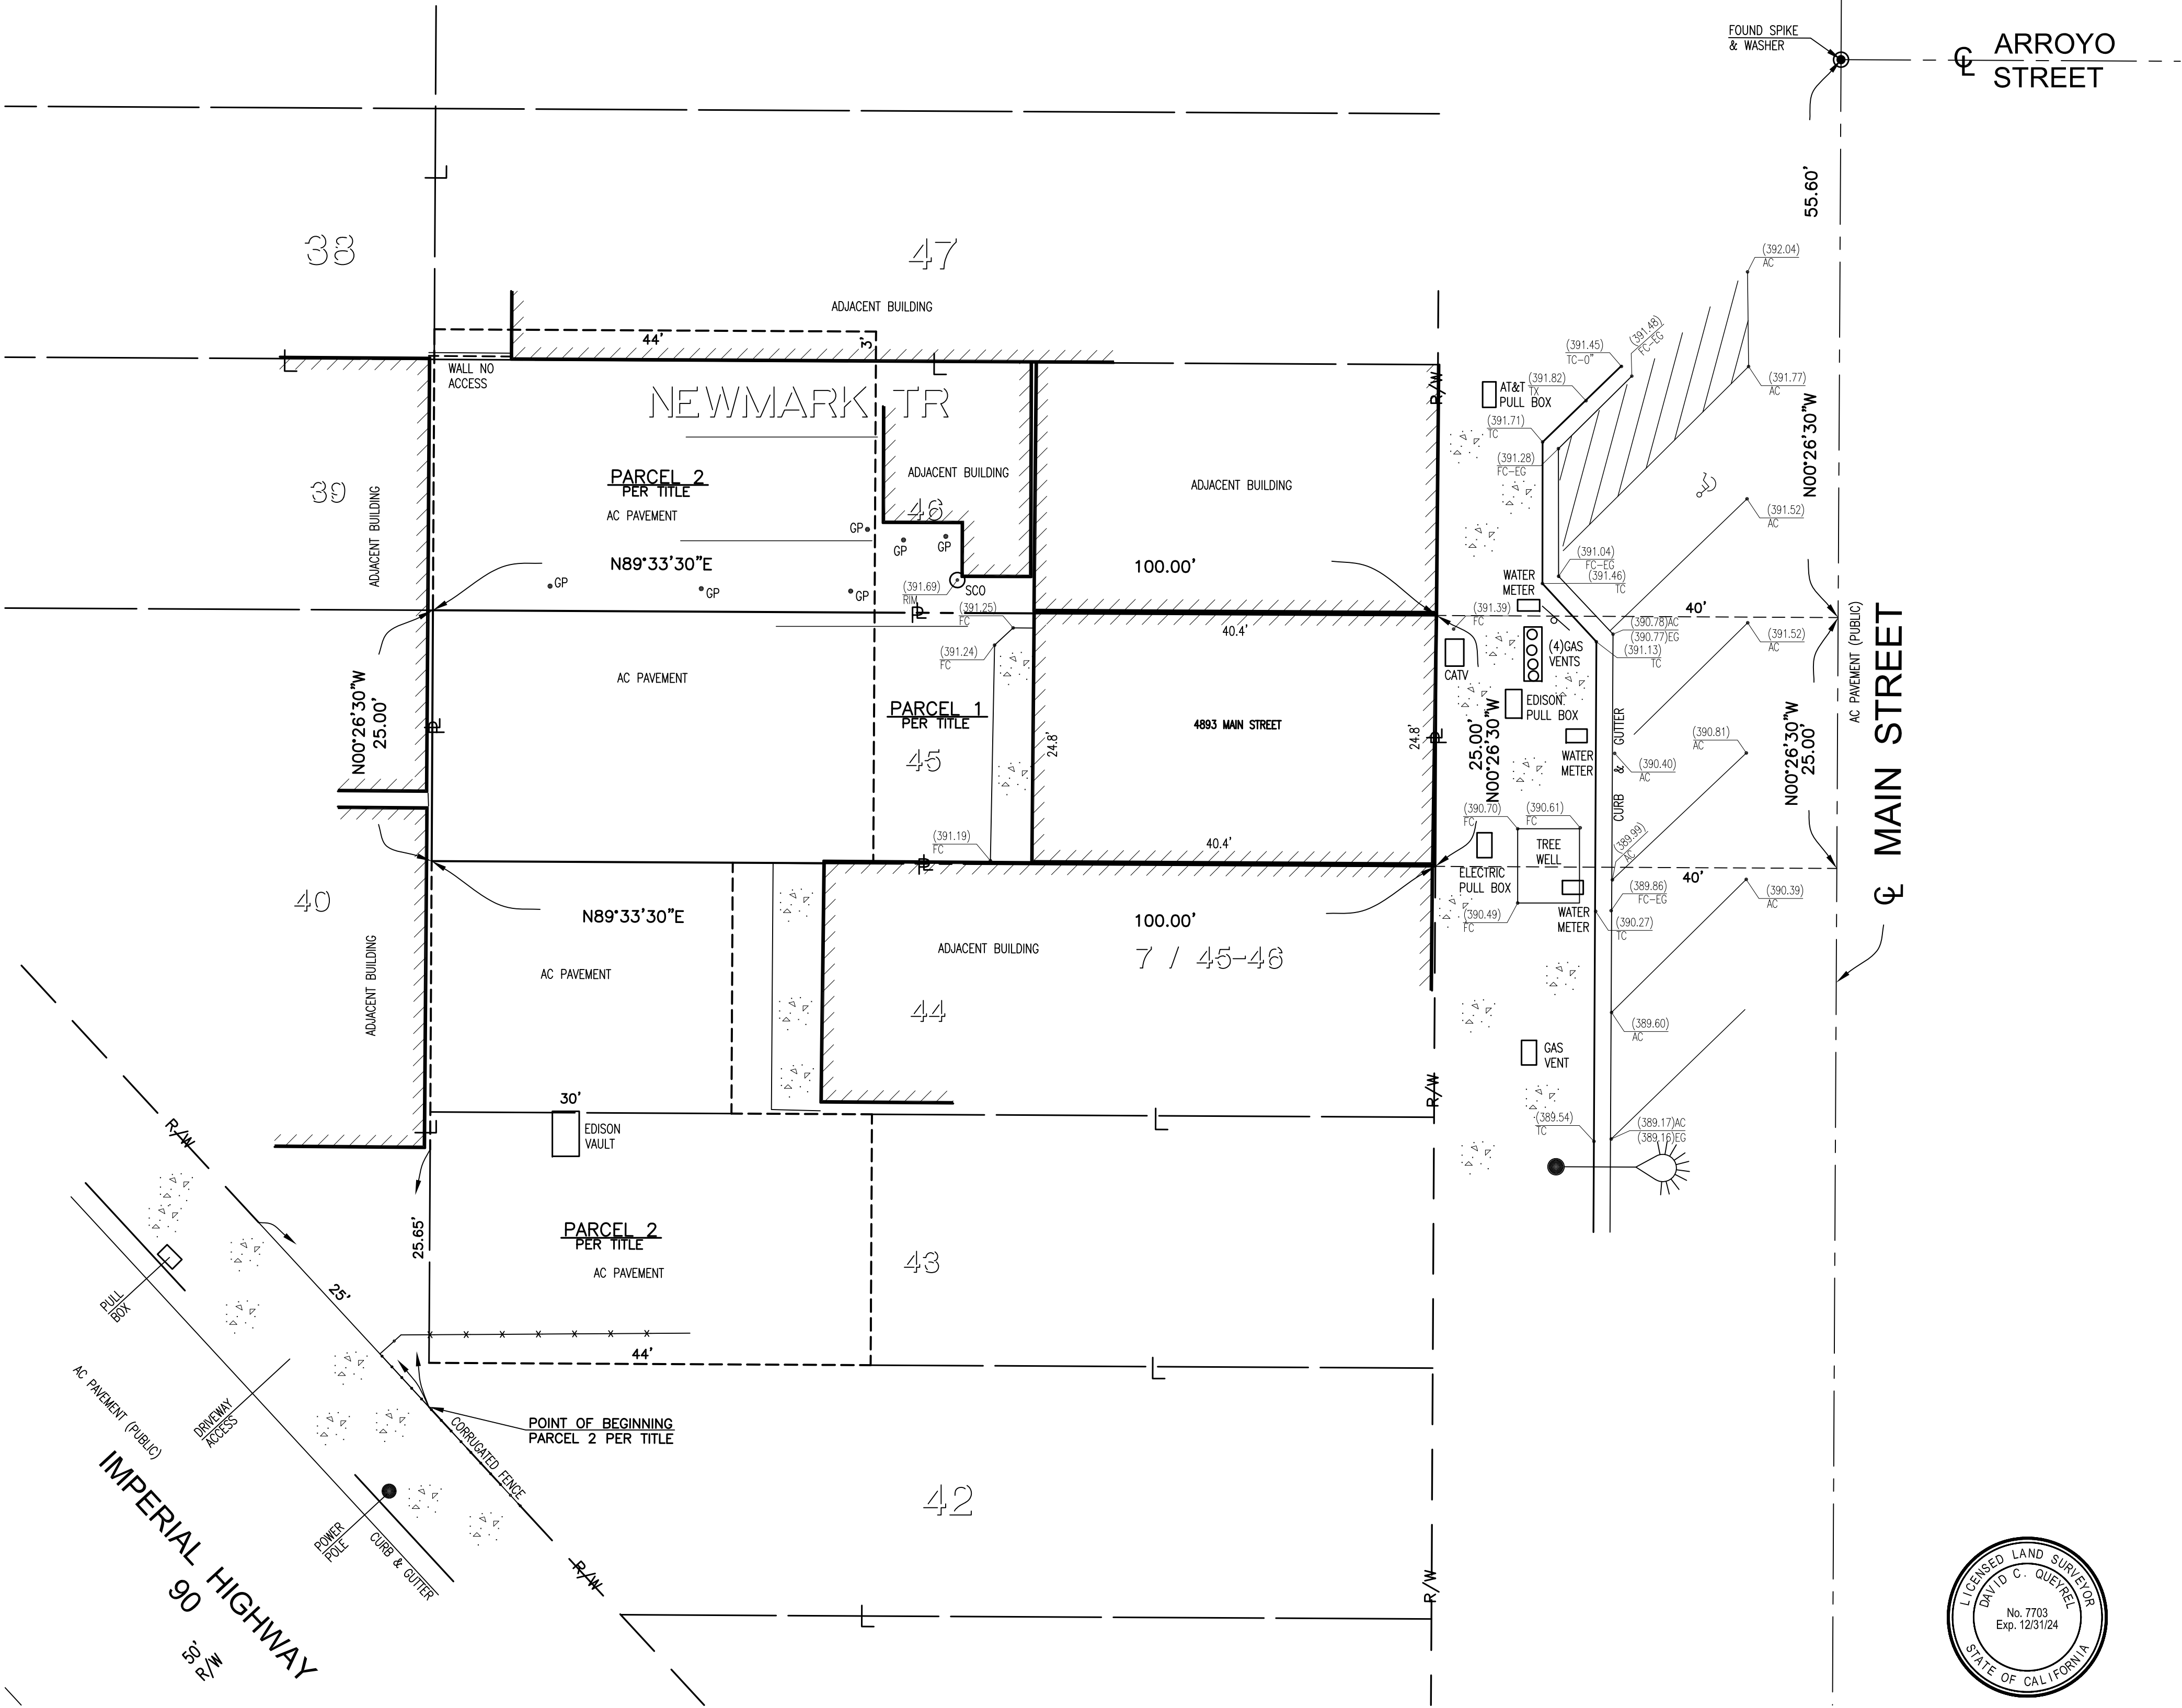 FOUND SPIKE
& WASHER
℄ ARROYO
STREET
55.60'
38
47
ADJACENT BUILDING
(392.04)
AC
44'
3'
WALL NO
ACCESS
NEWMARK TR
R/W
(391.45)
TC-0"
(391.48)
FC-EG
(391.82)
TX
AT&T
PULL BOX
(391.77)
AC
(391.71)
TC
(391.28)
FC-EG
N00°26'30"W
39
ADJACENT BUILDING
PARCEL 2
PER TITLE
AC PAVEMENT
ADJACENT BUILDING
46
ADJACENT BUILDING
GP
GP
GP
(391.52)
AC
N89°33'30"E
100.00'
(391.04)
FC-EG
(391.46)
TC
WATER
METER
GP
GP
GP
(391.69)
RIM
SCO
(391.25)
FC
PL
40.4'
(391.39)
FC
40'
(390.78)AC
(390.77)EG
(391.13)
TC
(391.52)
AC
(391.24)
FC
AC PAVEMENT
CATV
(4)GAS
VENTS
AC PAVEMENT (PUBLIC)
℄ MAIN STREET
N00°26'30"W
25.00'
PL
PARCEL 1
PER TITLE
45
24.8'
4893 MAIN STREET
24.8'
PL
25.00'
N00°26'30"W
EDISON
PULL BOX
WATER
METER
CURB & GUTTER
(390.81)
AC
(390.40)
AC
N00°26'30"W
25.00'
(390.70)
FC
(390.61)
FC
(389.99)
AC
TREE
WELL
(391.19)
FC
40.4'
PL
40'
ELECTRIC
PULL BOX
(390.49)
FC
WATER
METER
(389.86)
FC-EG
(390.27)
TC
(390.39)
AC
40
N89°33'30"E
100.00'
ADJACENT BUILDING
7 / 45-46
ADJACENT BUILDING
AC PAVEMENT
44
(389.60)
AC
GAS
VENT
R/W
30'
EDISON
VAULT
(389.54)
TC
(389.17)AC
(389.16)EG
R/W
25.65'
PARCEL 2
PER TITLE
AC PAVEMENT
43
PULL
BOX
25'
44'
AC PAVEMENT (PUBLIC)
DRIVEWAY
ACCESS
POINT OF BEGINNING
PARCEL 2 PER TITLE
CORRUGATED FENCE
42
POWER
POLE
CURB & GUTTER
R/W
R/W
IMPERIAL HIGHWAY
90
50'
R/W
LICENSED LAND SURVEYOR
DAVID C. QUEYREL
No. 7703
Exp. 12/31/24
STATE OF CALIFORNIA